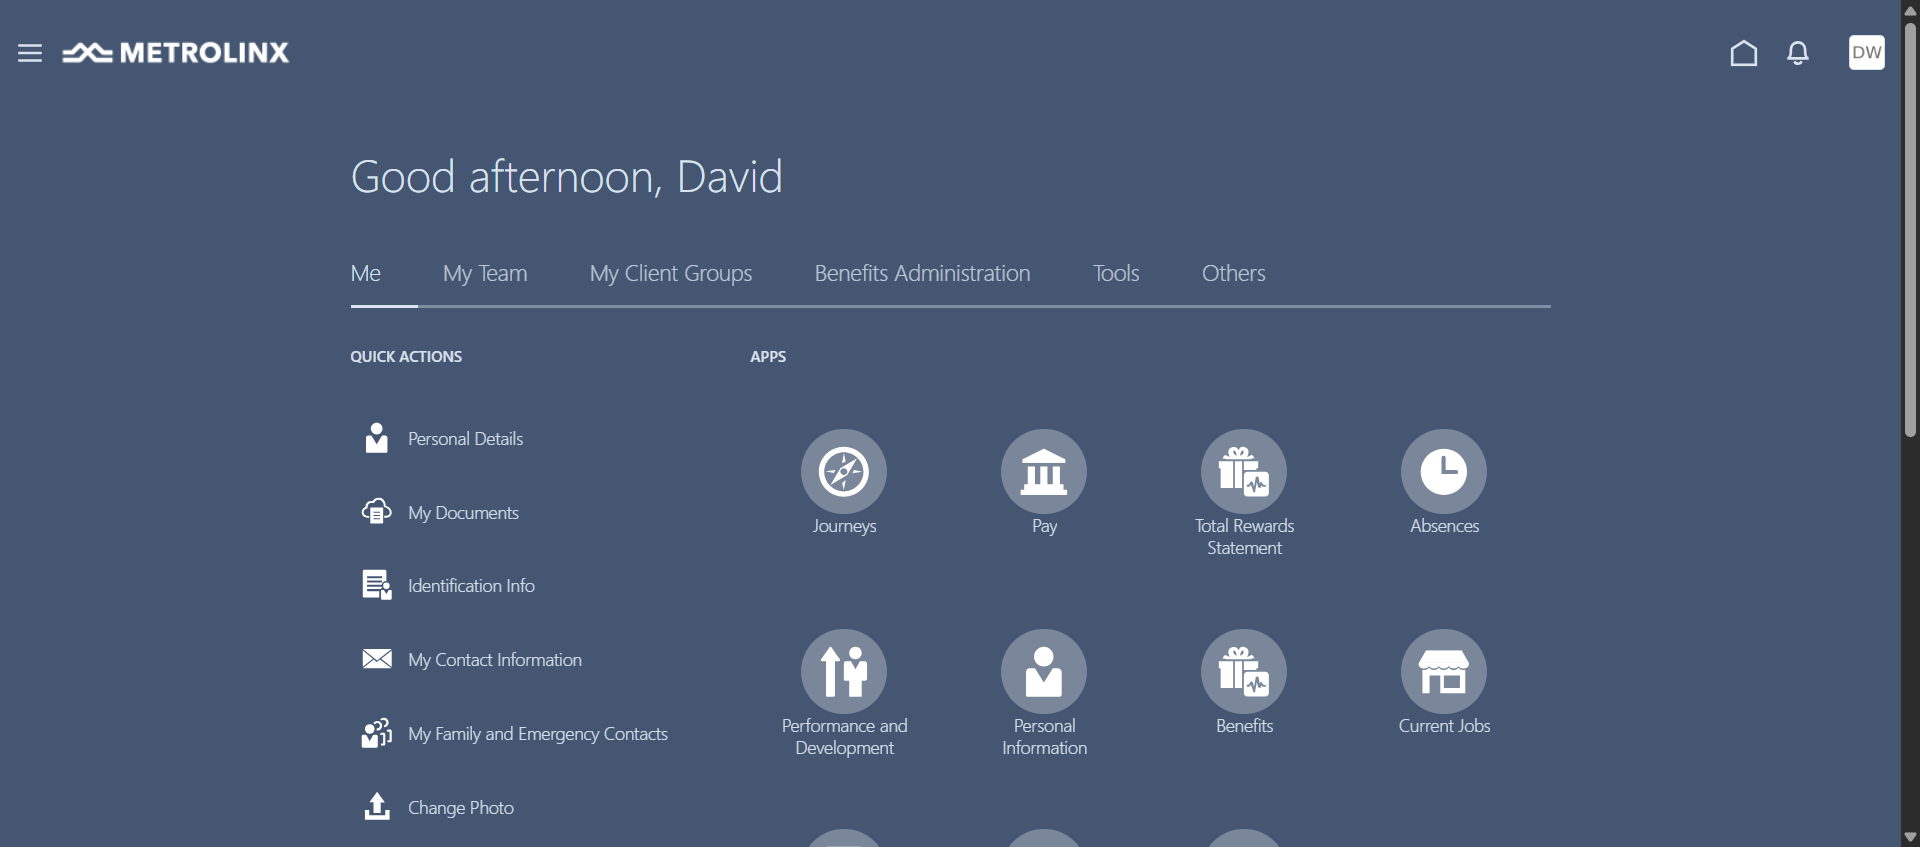 METROLINX
DW
Good afternoon, David
Me
My Team
My Client Groups
Benefits Administration
Tools
Others
QUICK ACTIONS
Personal Details
My Documents
Identification Info
My Contact Information
My Family and Emergency Contacts
Change Photo
APPS
Journeys
Pay
Total Rewards
Statement
Absences
Performance and
Development
Personal
Information
Benefits
Current Jobs